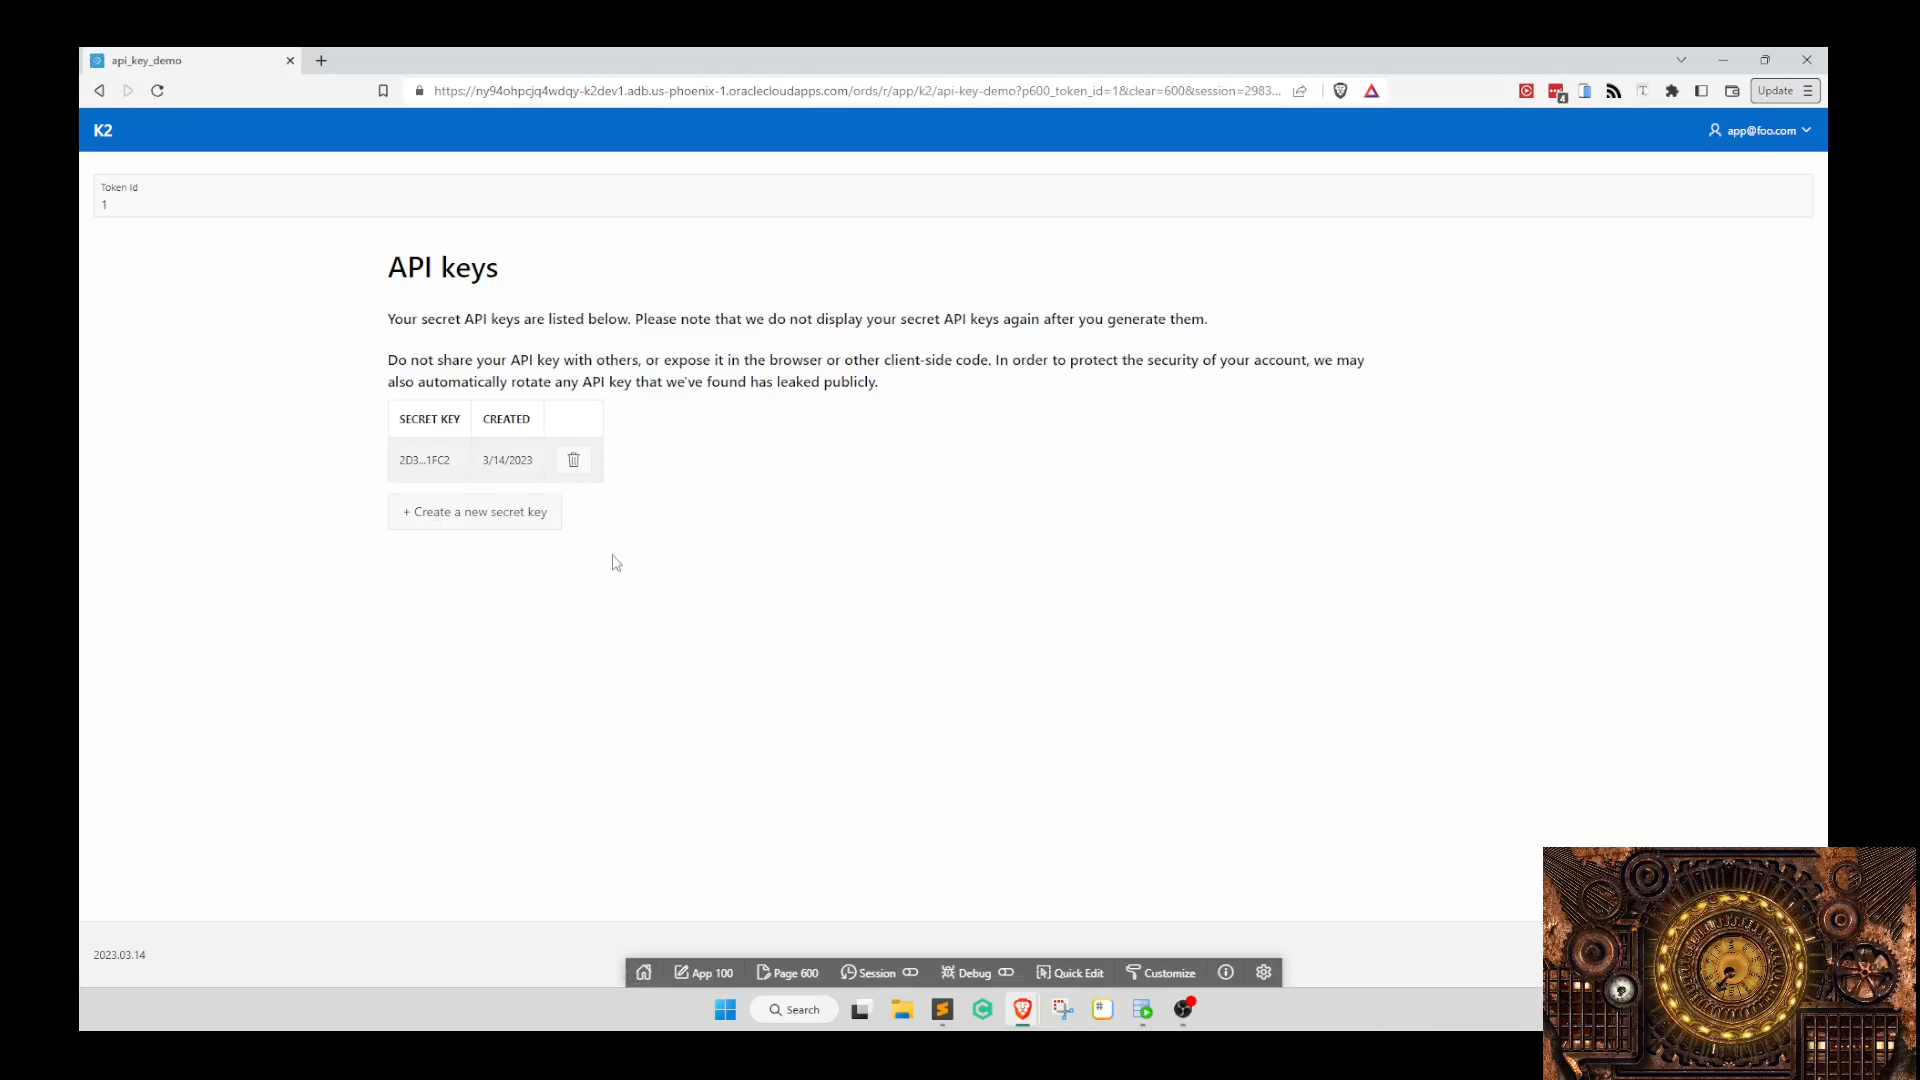 api_key_demo
https://ny94ohpcjq4wdqy-k2dev1.adb.us-phoenix-1.oraclecloudapps.com/ords/r/app/k2/api-key-demo?p600_token_id=1&clear=600&session=2983...
4
Update
K2
app@foo.com
Token Id
1
API keys
Your secret API keys are listed below. Please note that we do not display your secret API keys again after you generate them.
Do not share your API key with others, or expose it in the browser or other client-side code. In order to protect the security of your account, we may
also automatically rotate any API key that we've found has leaked publicly.
SECRET KEY CREATED
2D3...1FC2 3/14/2023
+ Create a new secret key
2023.03.14
App 100 Page 600 Session Debug Quick Edit Customize
Search